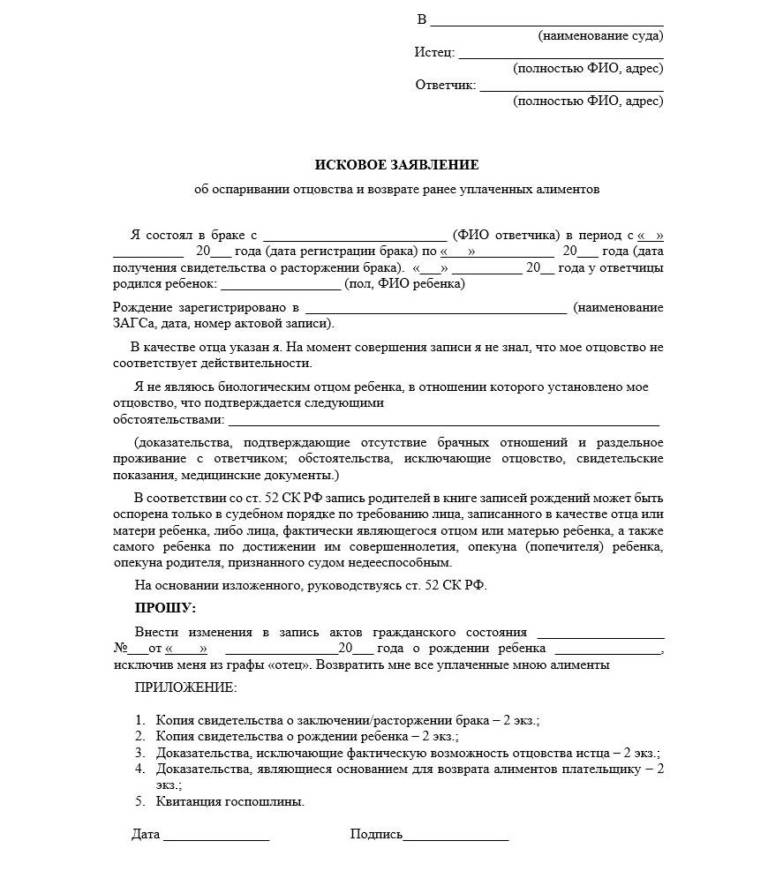 В ___________________________________
(наименование суда)
Истец: _______________________________
(полностью ФИО, адрес)
Ответчик: ____________________________
(полностью ФИО, адрес)
ИСКОВОЕ ЗАЯВЛЕНИЕ
об оспаривании отцовства и возврате ранее уплаченных алиментов
Я состоял в браке с __________________________ (ФИО ответчика) в период с «__»
__________ 20___ года (дата регистрации брака) по «___»___________ 20___ года (дата
получения свидетельства о расторжении брака). «___» __________ 20__ года у ответчицы
родился ребенок: __________________ (пол, ФИО ребенка)
Рождение зарегистрировано в ______________________________________ (наименование
ЗАГСа, дата, номер актовой записи).
В качестве отца указан я. На момент совершения записи я не знал, что мое отцовство не
соответствует действительности.
Я не являюсь биологическим отцом ребенка, в отношении которого установлено мое
отцовство, что подтверждается следующими
обстоятельствами: ______________________________________________________________
(доказательства, подтверждающие отсутствие брачных отношений и раздельное
проживание с ответчиком; обстоятельства, исключающие отцовство, свидетельские
показания, медицинские документы.)
В соответствии со ст. 52 СК РФ запись родителей в книге записей рождений может быть
оспорена только в судебном порядке по требованию лица, записанного в качестве отца или
матери ребенка, либо лица, фактически являющегося отцом или матерью ребенка, а также
самого ребенка по достижении им совершеннолетия, опекуна (попечителя) ребенка,
опекуна родителя, признанного судом недееспособным.
На основании изложенного, руководствуясь ст. 52 СК РФ.
ПРОШУ:
Внести изменения в запись актов гражданского состояния __________________
№___от «____» ________________20___ года о рождении ребенка _______________,
исключив меня из графы «отец». Возвратить мне все уплаченные мною алименты
ПРИЛОЖЕНИЕ:
1. Копия свидетельства о заключении/расторжении брака – 2 экз.;
2. Копия свидетельства о рождении ребенка – 2 экз.;
3. Доказательства, исключающие фактическую возможность отцовства истца – 2 экз.;
4. Доказательства, являющиеся основанием для возврата алиментов плательщику – 2
экз.;
5. Квитанция госпошлины.
Дата _______________ Подпись_______________